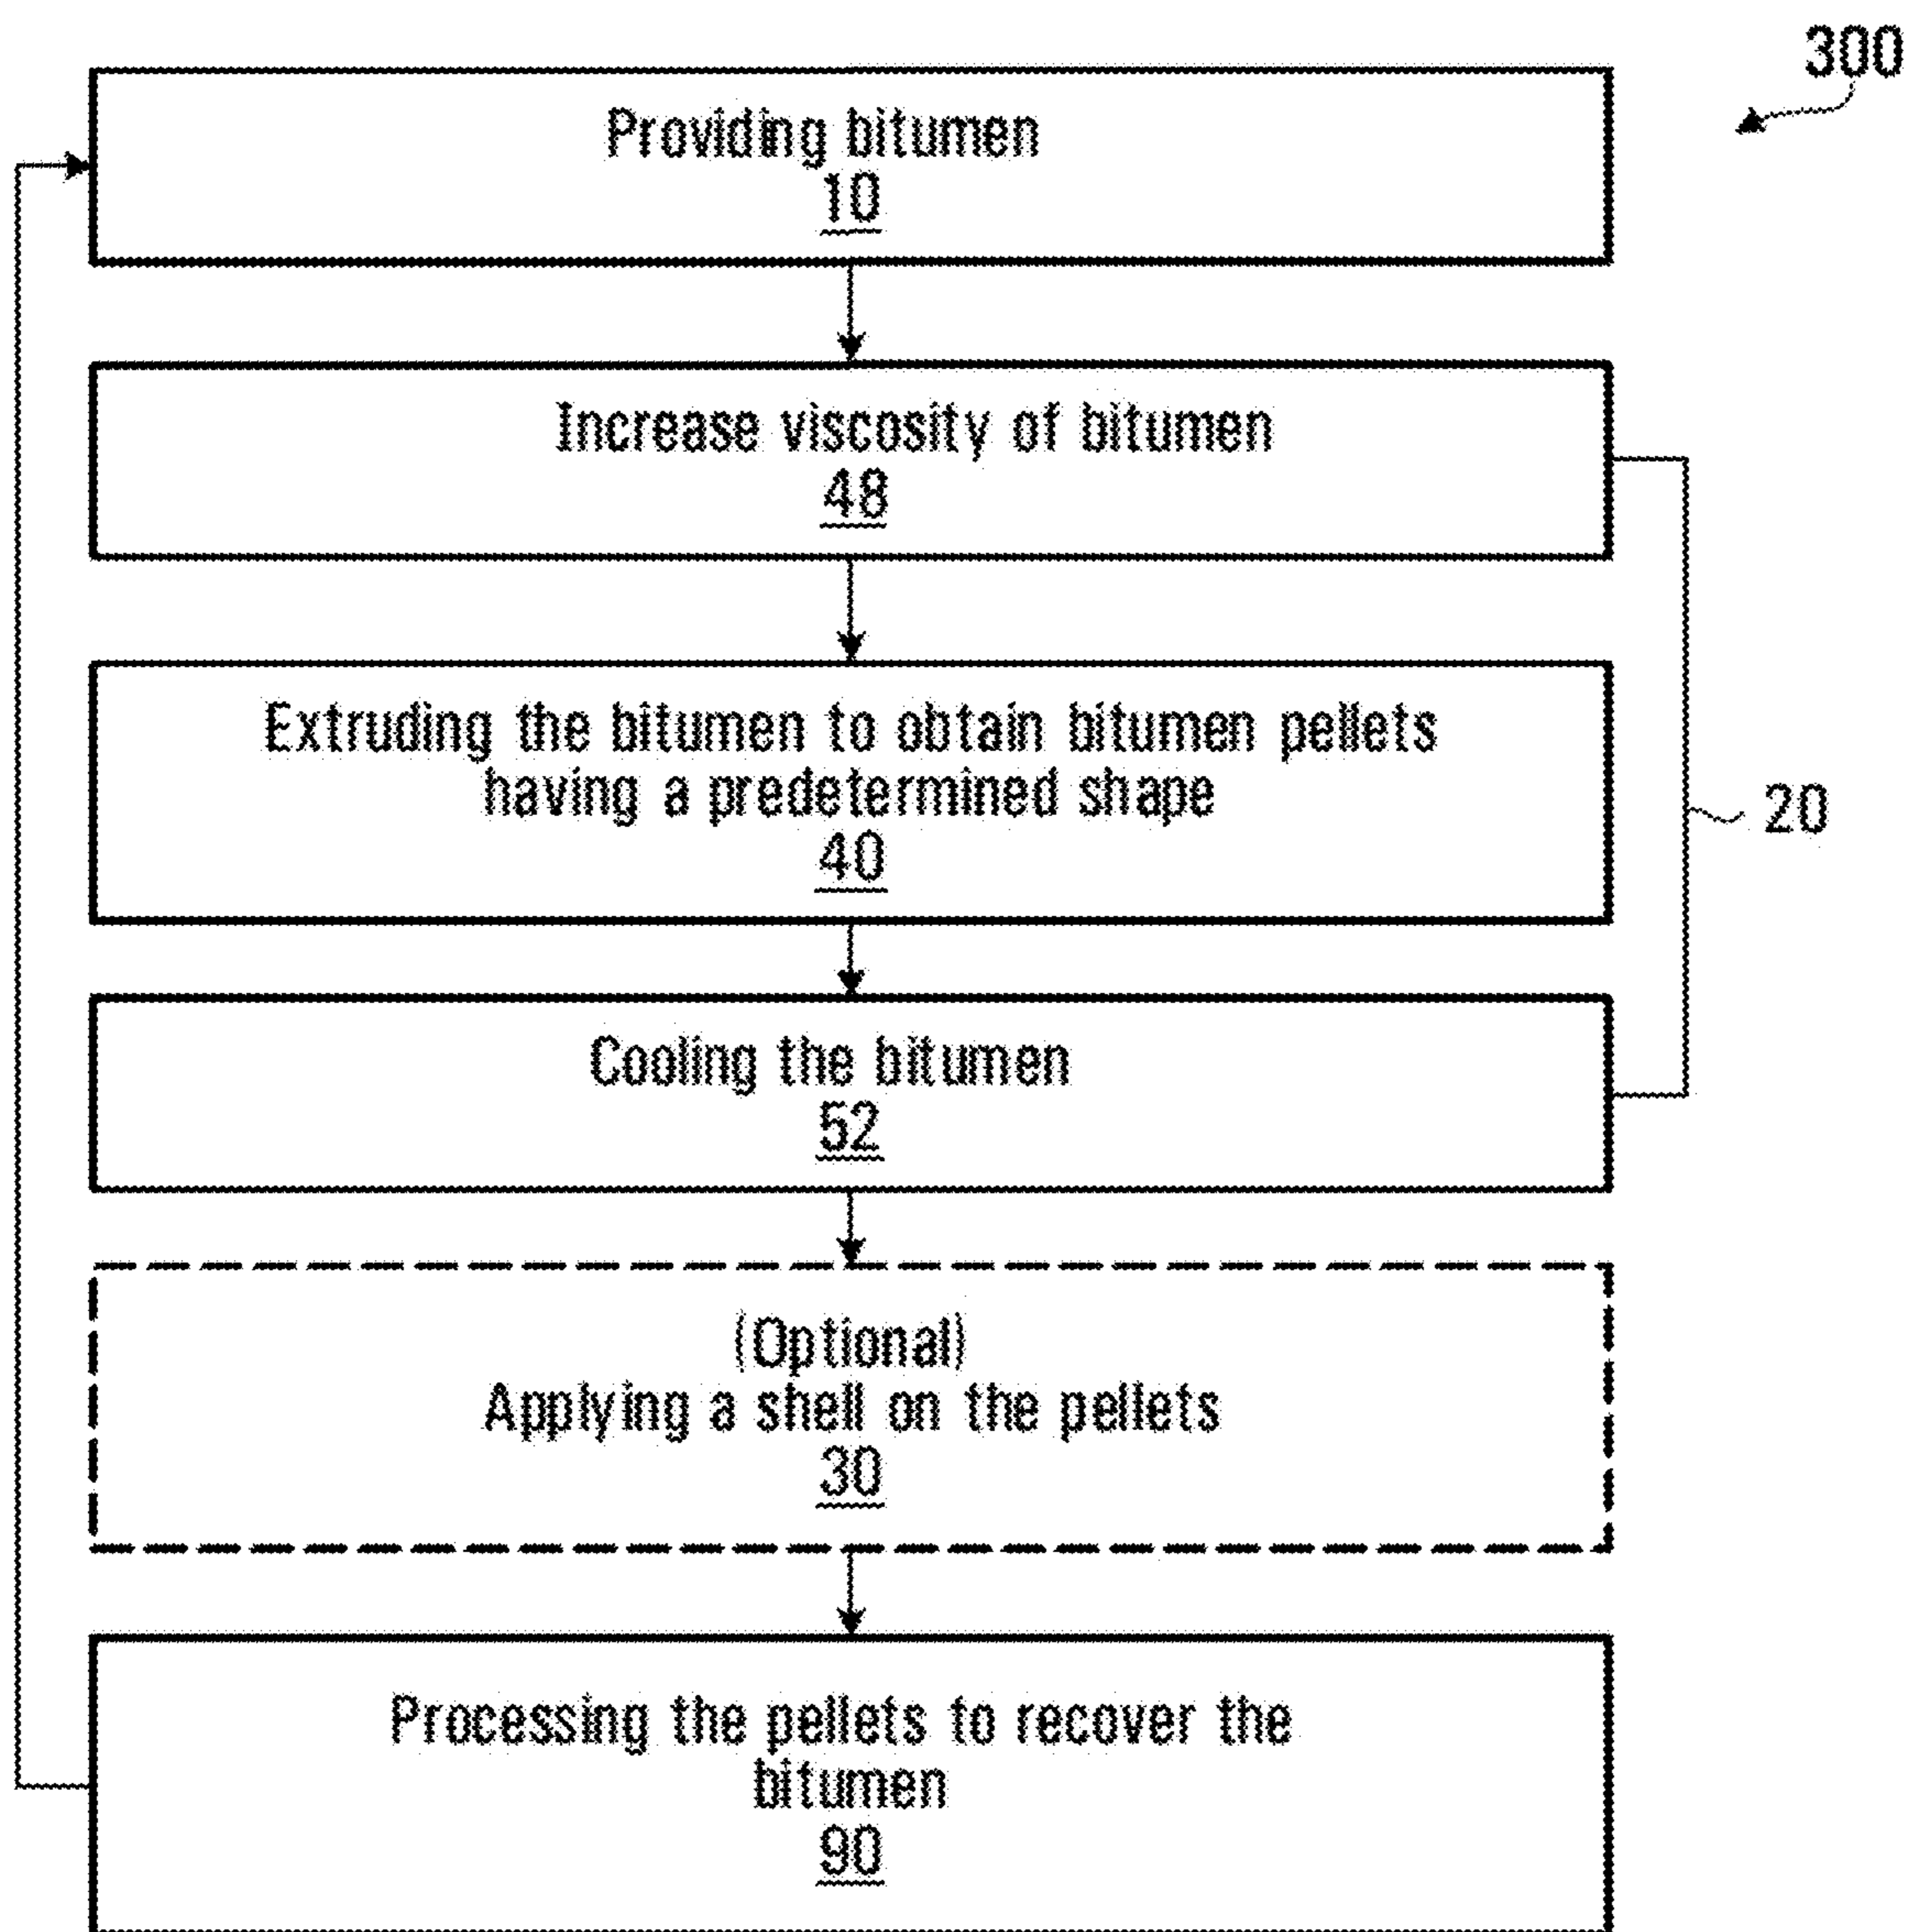 300
Providing bitumen
10
Increase viscosity of bitumen
48
Extruding the bitumen to obtain bitumen pellets
having a predetermined shape
40
20
Cooling the bitumen
52
(Optional)
Applying a shell on the pellets
30
Processing the pellets to recover the
bitumen
90